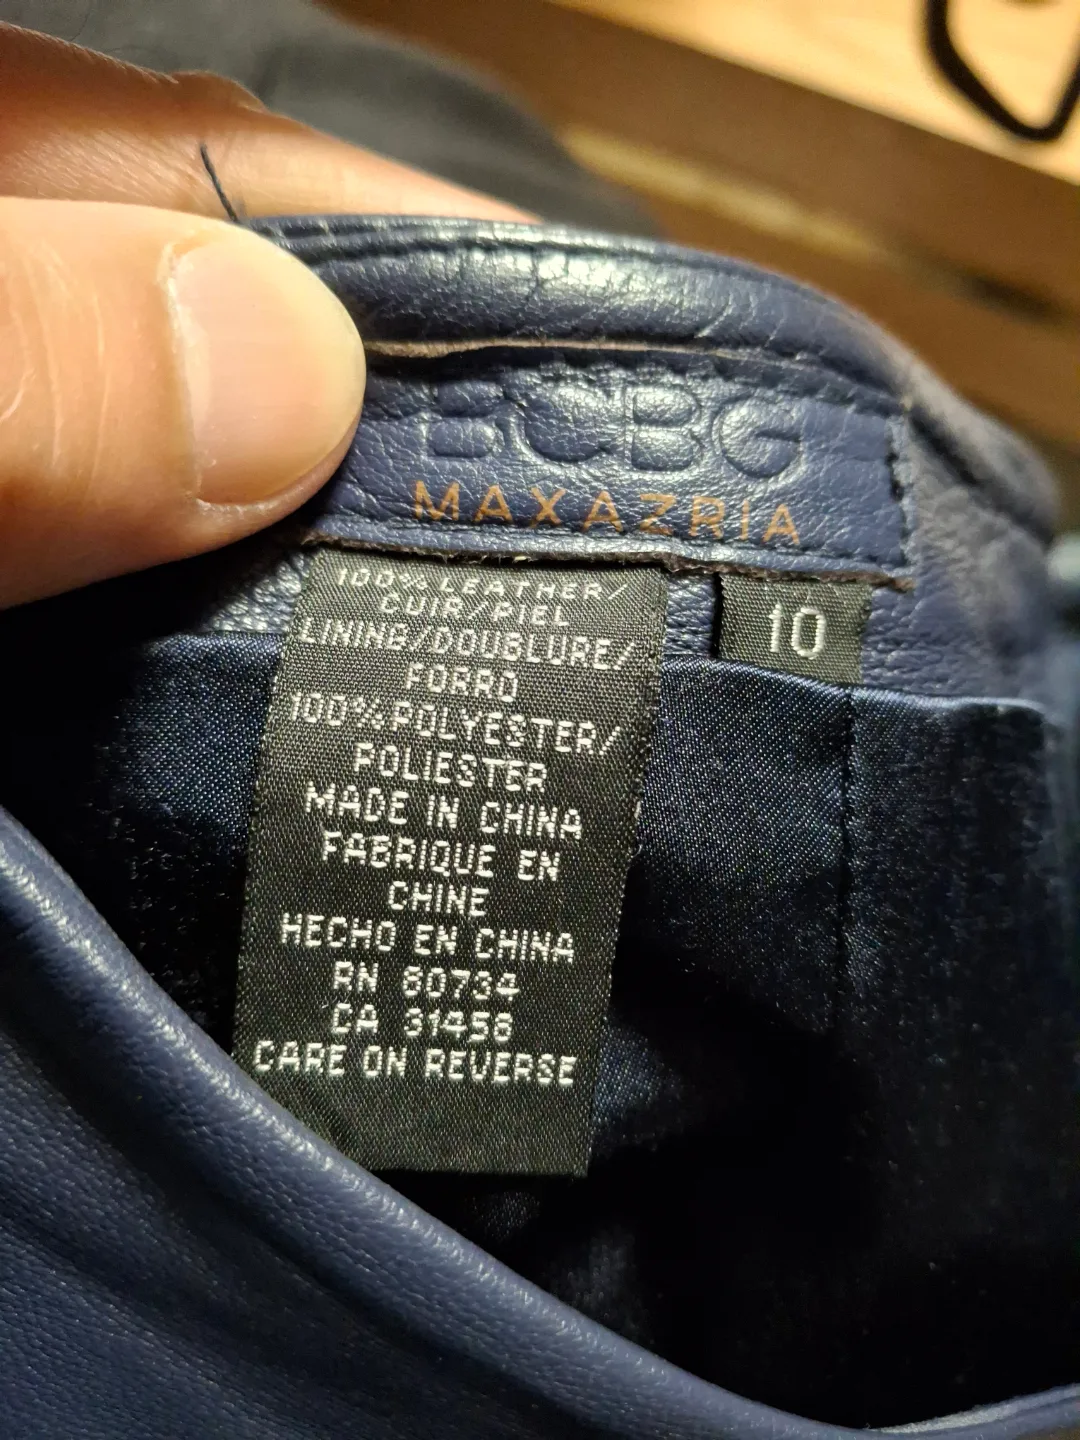 BCBG
MAXAZRIA
10
100% LEATHER/
CUIR/PIEL
LINING/DOUBLURE/
FORRO
100% POLYESTER/
POLIESTER
MADE IN CHINA
FABRIQUE EN
CHINE
HECHO EN CHINA
RN 80734
CA 31458
CARE ON REVERSE